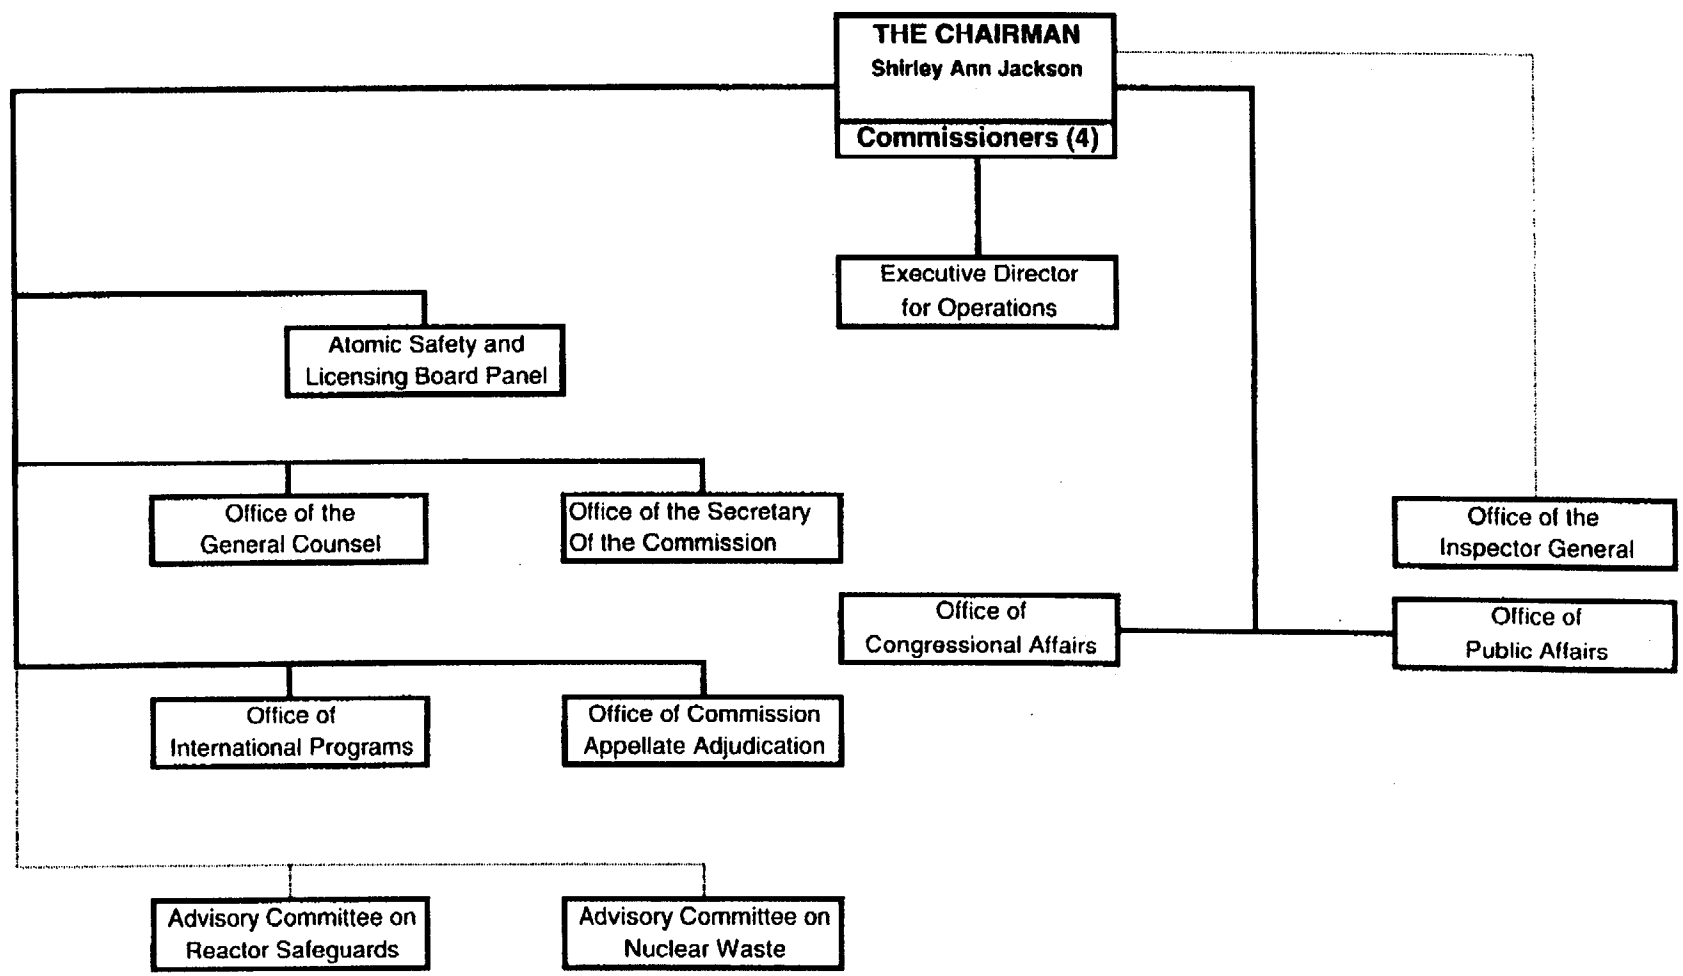 THE CHAIRMAN
Shirley Ann Jackson
Commissioners (4)
Executive Director
for Operations
Atomic Safety and
Licensing Board Panel
Office of the
General Counsel
Office of the Secretary
Of the Commission
Office of the
Inspector General
Office of
Congressional Affairs
Office of
Public Affairs
Office of
International Programs
Office of Commission
Appellate Adjudication
Advisory Committee on
Reactor Safeguards
Advisory Committee on
Nuclear Waste